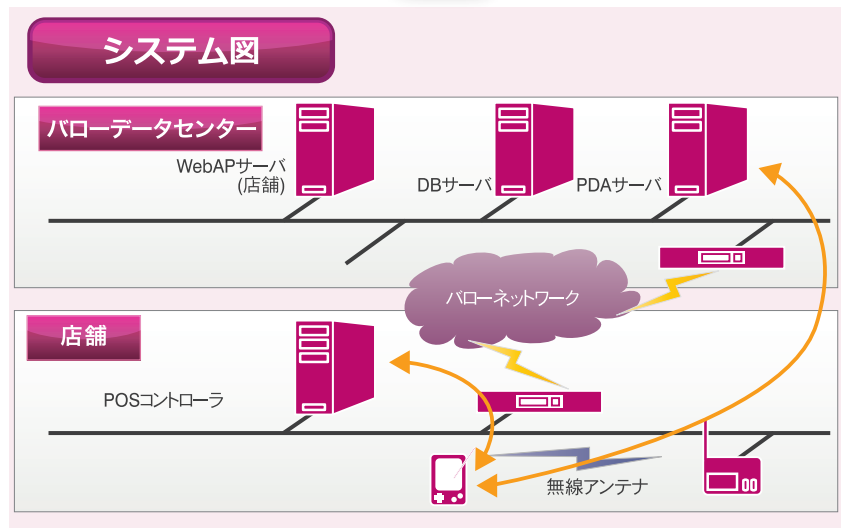 システム図
バローデータセンター
WebAPサーバ
(店舗)
DBサーバ
PDAサーバ
バローネットワーク
店舗
POSコントローラ
無線アンテナ